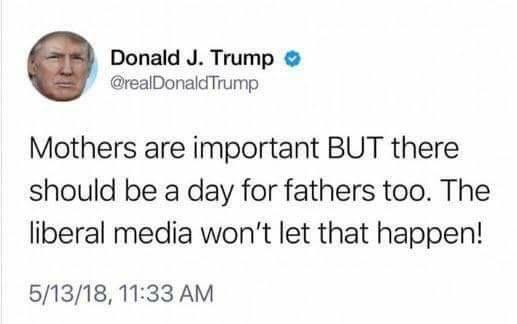 Donald J. Trump
@realDonaldTrump
Mothers are important BUT there
should be a day for fathers too. The
liberal media won’t let that happen!
5/13/18, 11:33 AM